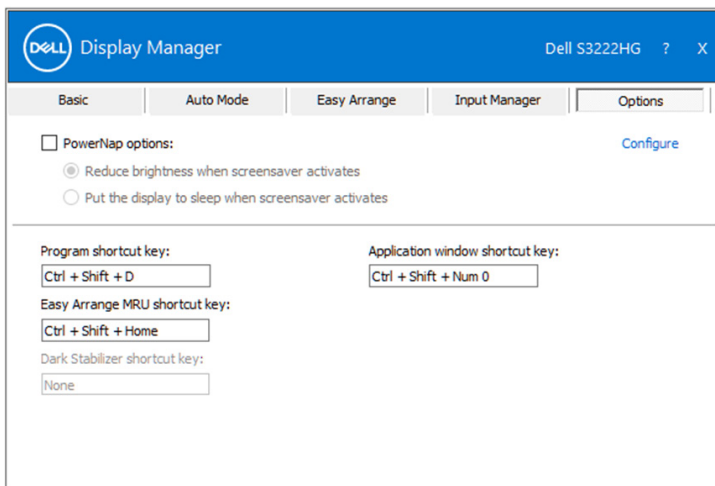 DELL Display Manager Dell S3222HG ? X
Basic Auto Mode Easy Arrange Input Manager Options
PowerNap options: Configure
Reduce brightness when screensaver activates
Put the display to sleep when screensaver activates
Program shortcut key: Application window shortcut key:
Ctrl + Shift + D Ctrl + Shift + Num 0
Easy Arrange MRU shortcut key:
Ctrl + Shift + Home
Dark Stabilizer shortcut key:
None